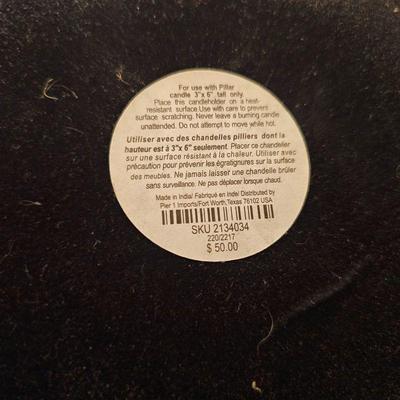 For use with Pillar
candle 3"x 6" tall only.
Place this candleholder on a heat-
resistant surface.Use with care to prevent
surface scratching. Never leave a burning candle
unattended. Do not attempt to move while hot.
Utiliser avec des chandelles pilliers dont la
hauteur est à 3"x 6" seulement. Placer ce chandelier
sur une surface résistant à la chaleur. Utilisez avec
précaution pour prévenir les égratignures sur la surface
des meubles. Ne jamais laisser une chandelle brûler
sans surveillance. Ne pas déplacer lorsque chaud.
Made in India/ Fabriqué en Inde/ Distributed by
Pier 1 Imports/Fort Worth,Texas 76102 USA
SKU 2134034
220/2217
$ 50.00